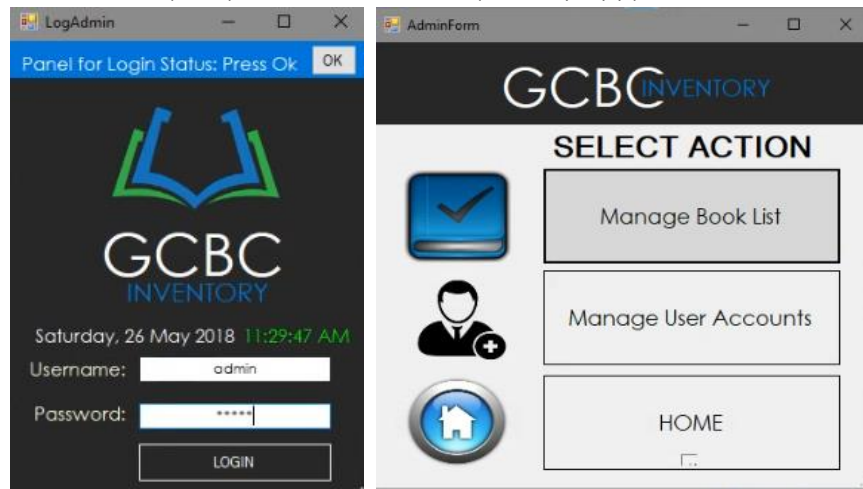 LogAdmin
Panel for Login Status: Press Ok OK
GCBC
INVENTORY
Saturday, 26 May 2018 11:29:47 AM
Username: admin
Password: *****
LOGIN
AdminForm
GCBC INVENTORY
SELECT ACTION
Manage Book List
Manage User Accounts
HOME